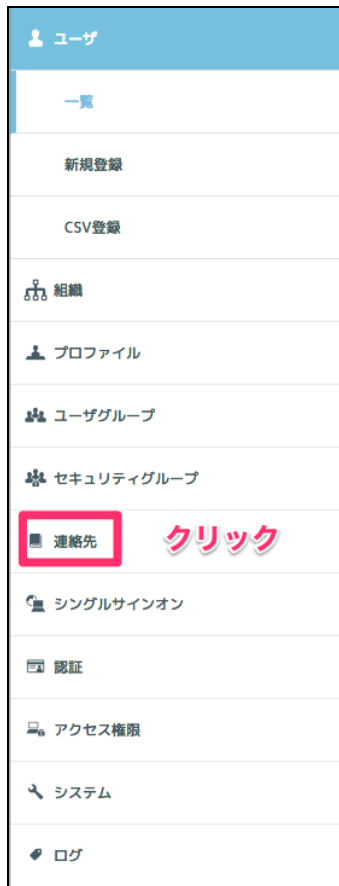 ユーザ
一覧
新規登録
CSV登録
組織
プロファイル
ユーザグループ
セキュリティグループ
連絡先 クリック
シングルサインオン
認証
アクセス権限
システム
ログ